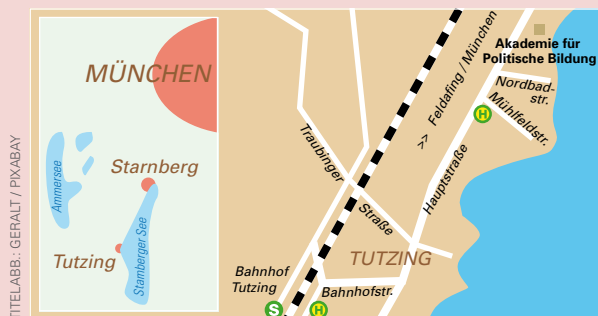 TITELABB.: GERALT / PIXABAY
MÜNCHEN
Ammersee
Starnberg
Starnberger See
Tutzing
Traubinger
Straße
>> Feldafing / München
Hauptstraße
Akademie für
Politische Bildung
Nordbad-
str.
Mühlfeldstr.
H
TUTZING
Bahnhof
Tutzing
Bahnhofstr.
S
H